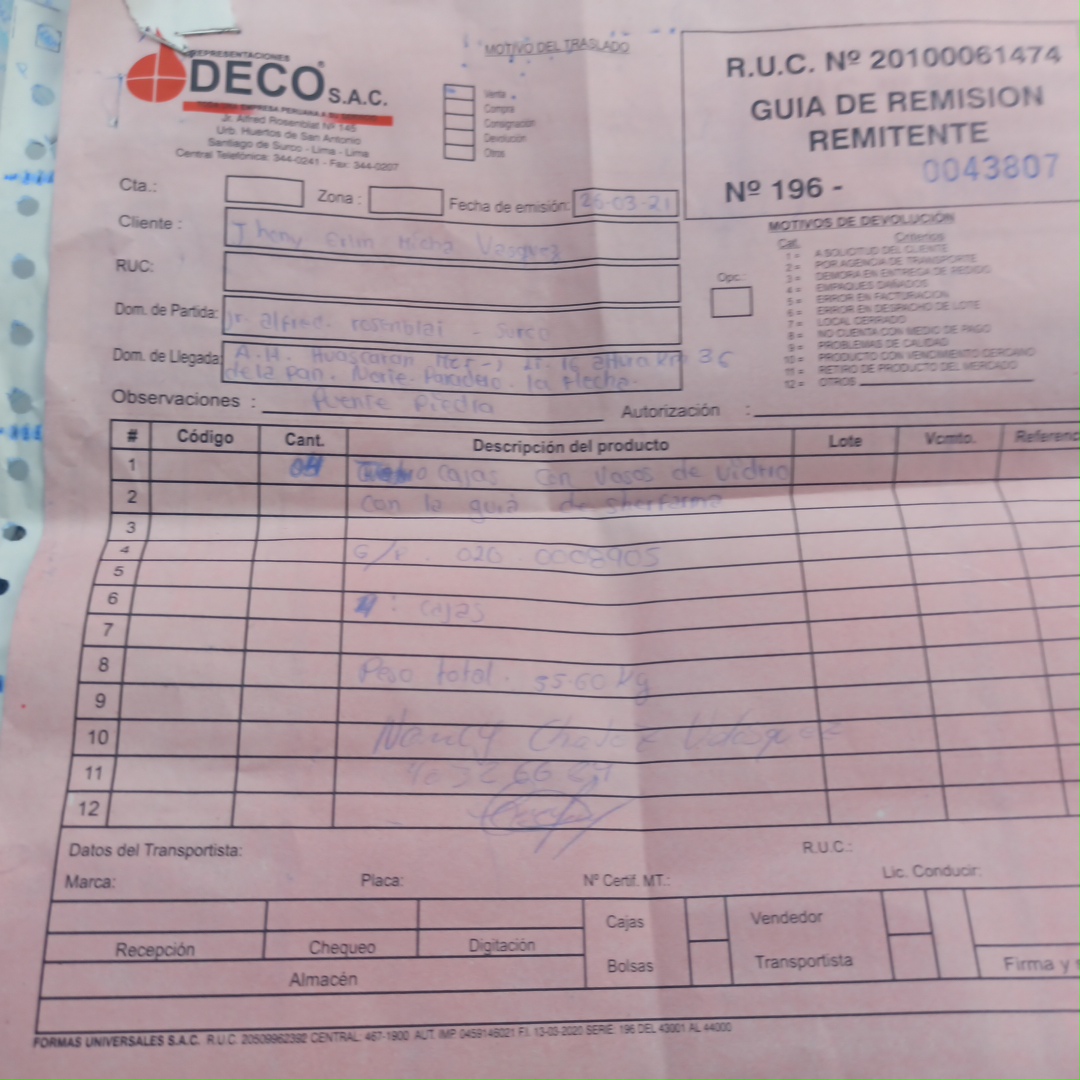 REPRESENTACIONES
DECO S.A.C.
Jr. Alfred Rosenblat Nº 145
Urb. Huertos de San Antonio
Santiago de Surco - Lima - Lima
Central Telefónica: 344-0241 - Fax: 344-0207
MOTIVO DEL TRASLADO
Venta
Compra
Consignación
Devolución
Otros
R.U.C. Nº 20100061474
GUIA DE REMISION
REMITENTE
Nº 196 - 0043807
Cta.:
Zona :
Fecha de emisión: 26-03-21
Cliente : Jhony Erlin Micha Vasquez
RUC:
Dom. de Partida: Jr. alfred. rosenblat - Surco
Dom. de Llegada: A.H. Huascaran altura Km 36
de la pan. Norte. Paradero. la flecha.
Observaciones : Puente Piedra
Autorización :
MOTIVOS DE DEVOLUCIÓN
Cat. Criterios
1 = A SOLICITUD DEL CLIENTE
2 = POR AGENCIA DE TRANSPORTE
3 = DEMORA EN ENTREGA DE PEDIDO
4 = EMPAQUES DAÑADOS
5 = ERROR EN FACTURACION
6 = ERROR EN DESPACHO DE LOTE
7 = LOCAL CERRADO
8 = NO CUENTA CON MEDIO DE PAGO
9 = PROBLEMAS DE CALIDAD
10 = PRODUCTO CON VENCIMIENTO CERCANO
11 = RETIRO DE PRODUCTO DEL MERCADO
12 = OTROS
Opc.:
# Código Cant. Descripción del producto Lote Vcmto. Referenc
1 04 cajas con vasos de vidrio
2 con la guia de sherfarma
3
4 G/R. 020-0008905
5
6 4: cajas
7
8 Peso total. 55.60 Kg
9
10 Nancy
11 40326624
12
Datos del Transportista:
R.U.C.:
Marca:
Placa:
Nº Certif. MT.:
Lic. Conducir:
Recepción
Chequeo
Digitación
Almacén
Cajas
Bolsas
Vendedor
Transportista
Firma y
FORMAS UNIVERSALES S.A.C. R.U.C. 20509962392 CENTRAL: 467-1900 AUT. IMP. 0459146021 F.I. 13-03-2020 SERIE: 196 DEL 43001 AL 44000